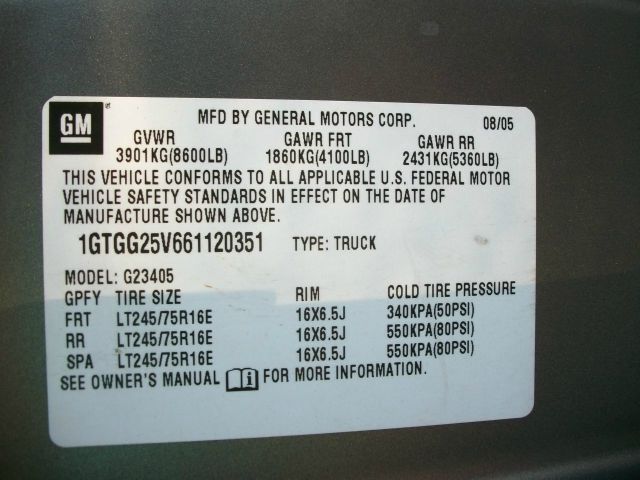 GM MFD BY GENERAL MOTORS CORP. 08/05
GVWR GAWR FRT GAWR RR
3901KG(8600LB) 1860KG(4100LB) 2431KG(5360LB)
THIS VEHICLE CONFORMS TO ALL APPLICABLE U.S. FEDERAL MOTOR
VEHICLE SAFETY STANDARDS IN EFFECT ON THE DATE OF
MANUFACTURE SHOWN ABOVE.
1GTGG25V661120351 TYPE: TRUCK
MODEL: G23405
GPFY TIRE SIZE RIM COLD TIRE PRESSURE
FRT LT245/75R16E 16X6.5J 340KPA(50PSI)
RR LT245/75R16E 16X6.5J 550KPA(80PSI)
SPA LT245/75R16E 16X6.5J 550KPA(80PSI)
SEE OWNER'S MANUAL FOR MORE INFORMATION.